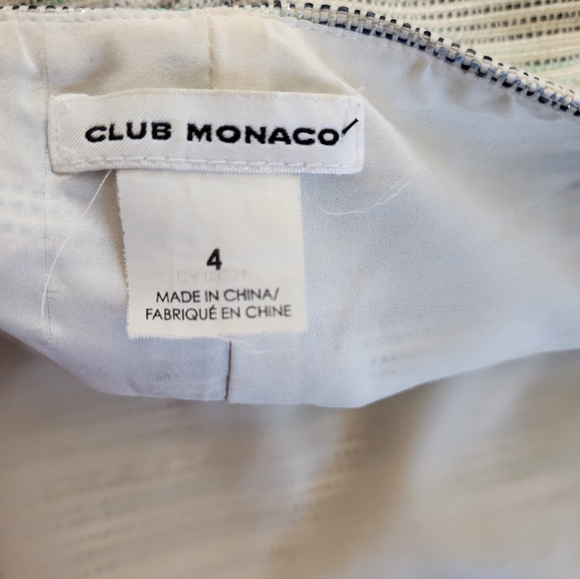 CLUB MONACO
4
MADE IN CHINA/
FABRIQUÉ EN CHINE